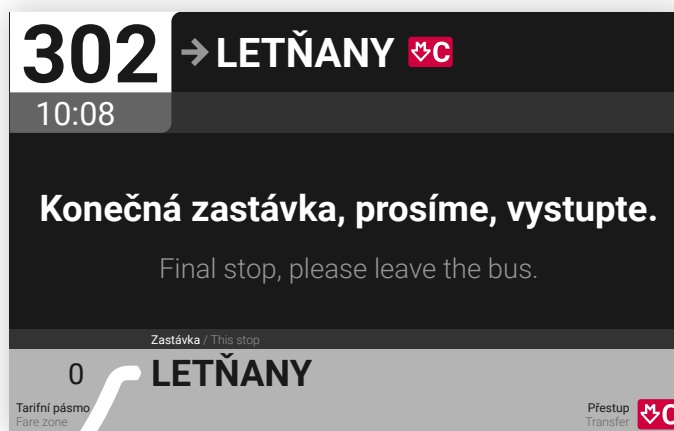 302 → LETŇANY C
10:08
Konečná zastávka, prosíme, vystupte.
Final stop, please leave the bus.
Zastávka / This stop
0 LETŇANY
Tarifní pásmo
Fare zone
Přestup C
Transfer